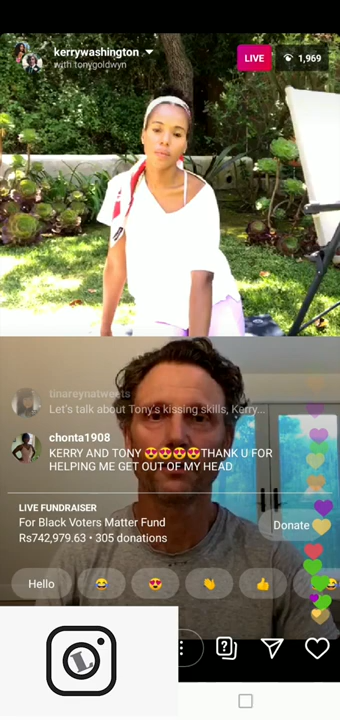 kerrywashington
LIVE
1,969
with tonygoldwyn
tinareynatweets
Let's talk about Tony's kissing skills, Kerry...
chonta1908
KERRY AND TONY 😍😍😍😍THANK U FOR
HELPING ME GET OUT OF MY HEAD
LIVE FUNDRAISER
For Black Voters Matter Fund
Rs742,979.63 • 305 donations
Donate
Hello
L